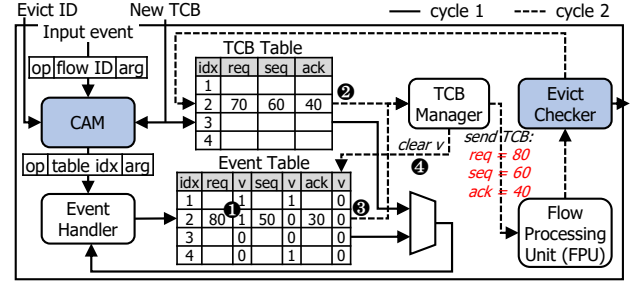 Evict ID New TCB cycle 1 cycle 2
Input event
op flow ID arg
CAM
op table idx arg
Event Handler
TCB Table
idx req seq ack
1
2 70 60 40
3
4
❷
Event Table
idx req v seq v ack v
1 1 1 0
2 80 1 50 0 30 0
3 0 0 0
4 0 1 0
❶
❸
TCB Manager
clear v
❹
send TCB:
req = 80
seq = 60
ack = 40
Evict Checker
Flow Processing Unit (FPU)